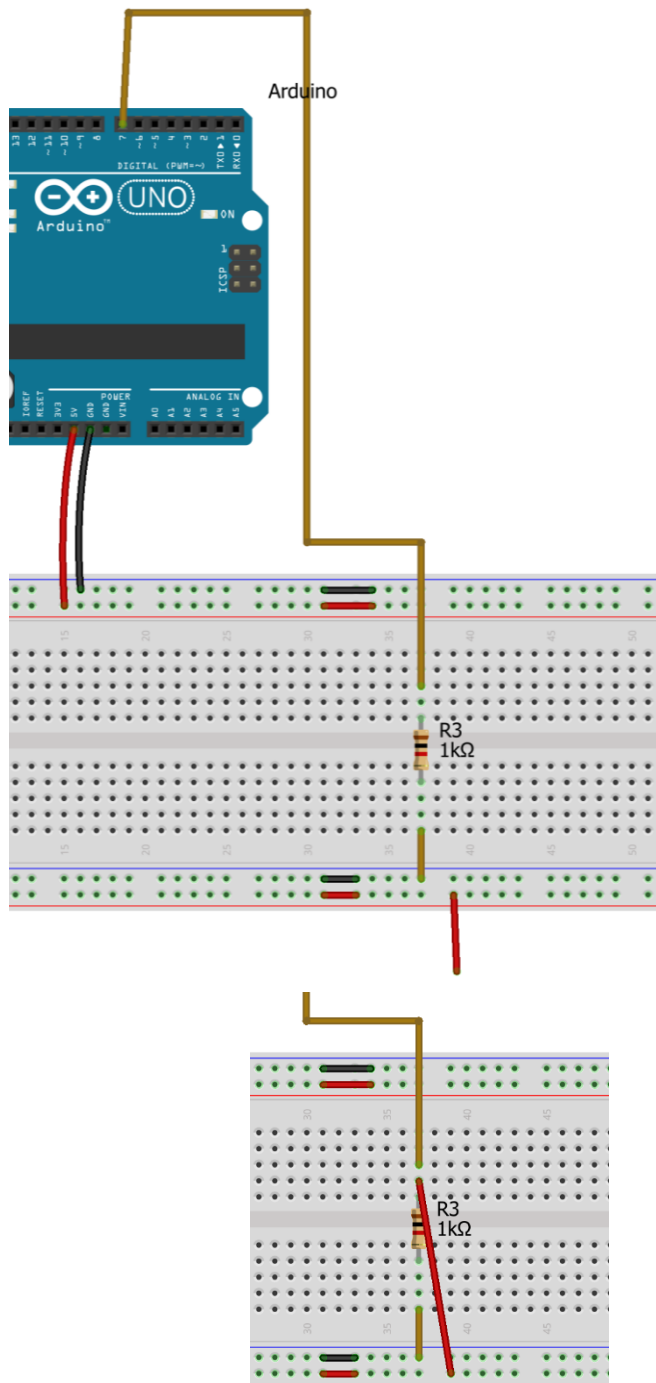 Arduino
13
12
~11
~10
~9
8
7
~6
~5
4
~3
2
TXD ▶ 1
RXD ◀ 0
DIGITAL (PWM=~)
UNO
ON
Arduino™
1
ICSP
POWER
ANALOG IN
IOREF
RESET
3V3
5V
GND
GND
VIN
A0
A1
A2
A3
A4
A5
15
20
25
30
35
40
45
50
R3
1kΩ
15
20
25
30
35
40
45
50
30
35
40
45
R3
1kΩ
30
35
40
45